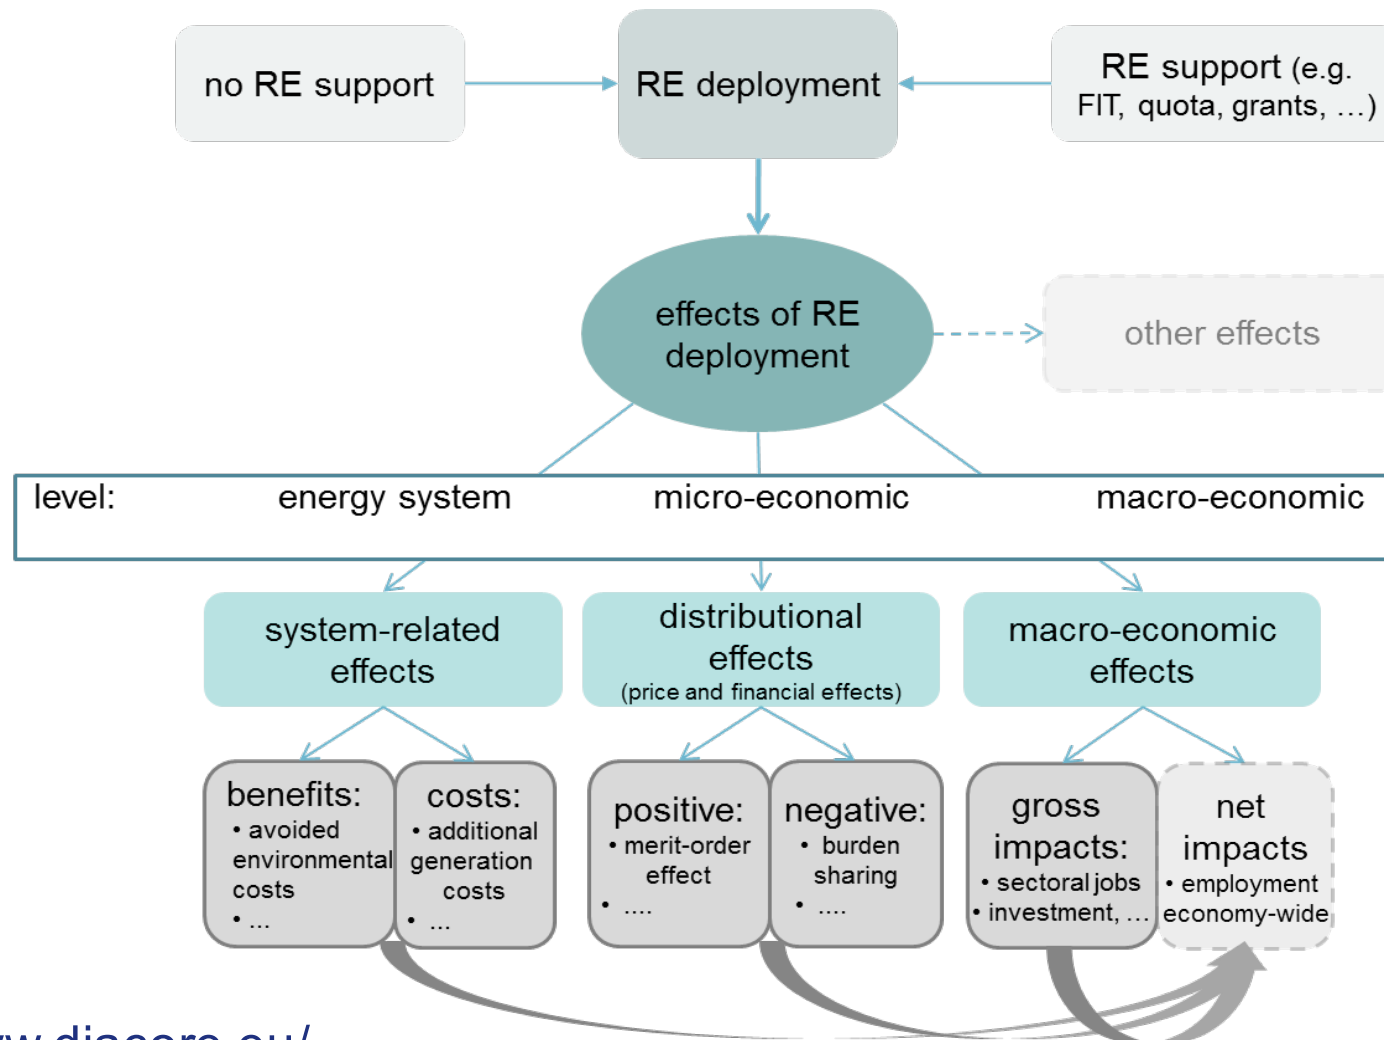 no RE support
RE deployment
RE support (e.g.
FIT, quota, grants, …)
effects of RE
deployment
other effects
level:
energy system
micro-economic
macro-economic
system-related
effects
distributional
effects
(price and financial effects)
macro-economic
effects
benefits:
• avoided
environmental
costs
• ...
costs:
• additional
generation
costs
• ...
positive:
• merit-order
effect
• ....
negative:
• burden
sharing
• ....
gross
impacts:
• sectoral jobs
• investment, …
net
impacts
• employment
economy-wide
w.diacore.eu/